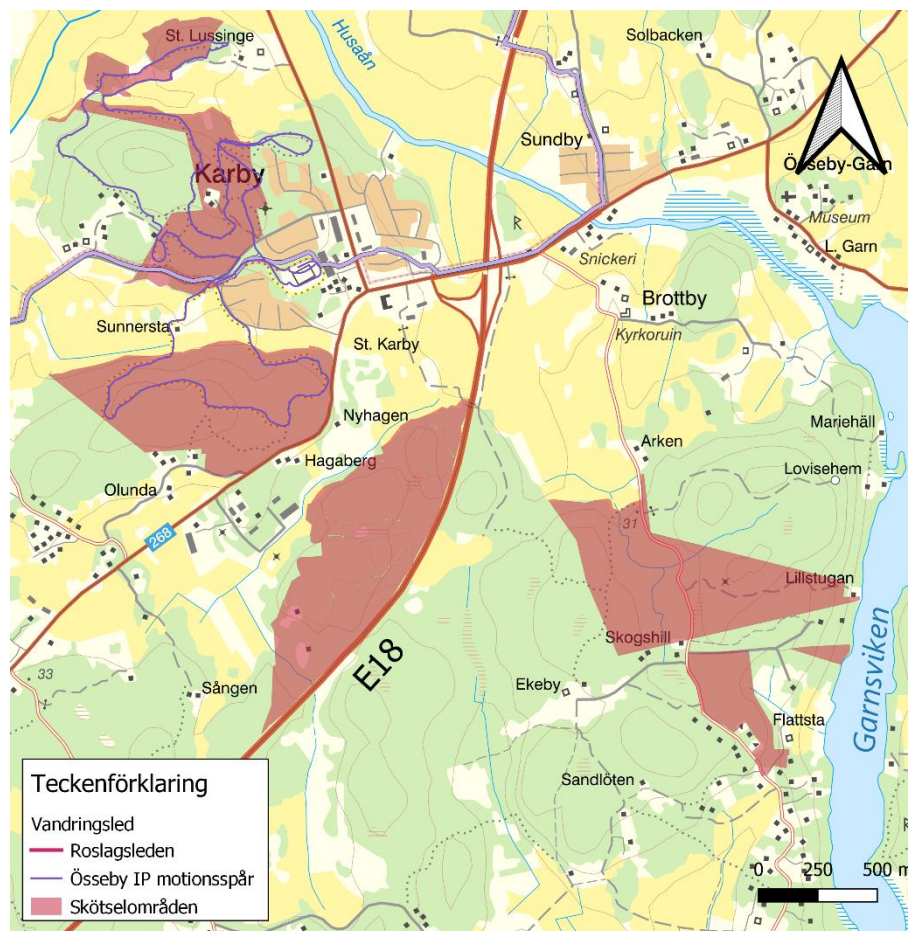 St. Lussinge
Husaån
Solbacken
Sundby
Össeby-Garn
Karby
Museum
L. Garn
Snickeri
Brottby
Sunnersta
St. Karby
Kyrkoruin
Nyhagen
Mariehäll
Arken
Hagaberg
Lovisehem
Olunda
31
268
Lillstugan
Skogshill
E18
33
Sången
Ekeby
Garnsviken
Flattsta
Sandlöten
Teckenförklaring
Vandringsled
Roslagsleden
Össeby IP motionsspår
Skötselområden
0 250 500 m
R
R